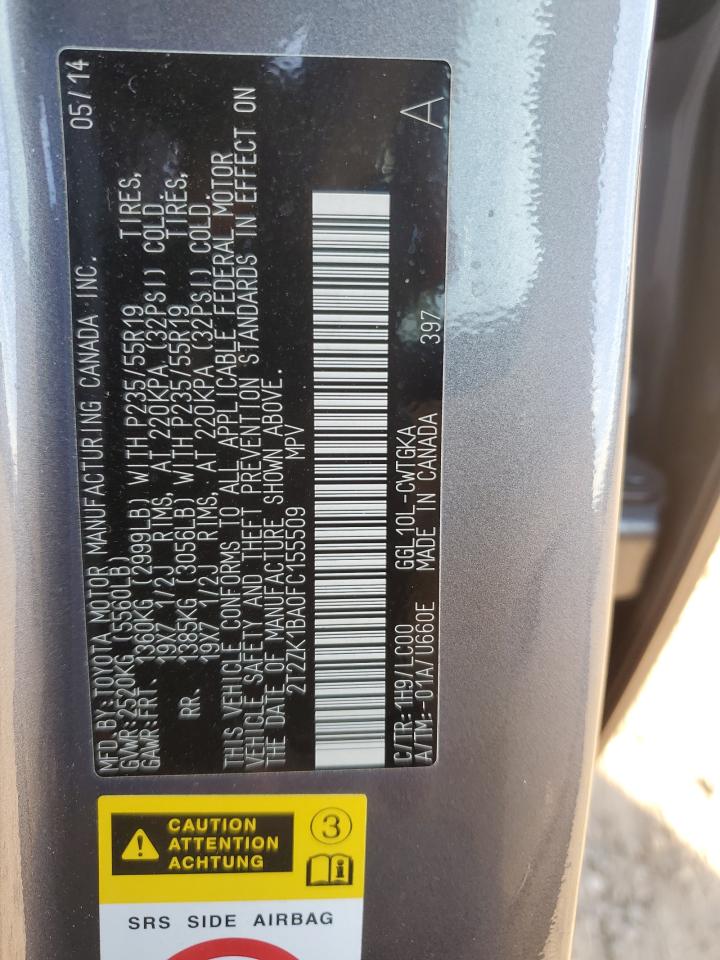 MFD.BY:TOYOTA MOTOR MANUFACTURING CANADA INC. 05/14
GVWR:2520KG (5560LB)
GAWR:FRT. 1360KG (2999LB) WITH P235/55R19 TIRES,
19X7 1/2J RIMS, AT 220KPA (32PSI) COLD
RR. 1385KG (3056LB) WITH P235/55R19 TIRES,
19X7 1/2J RIMS, AT 220KPA (32PSI) COLD.
THIS VEHICLE CONFORMS TO ALL APPLICABLE FEDERAL MOTOR
VEHICLE SAFETY AND THEFT PREVENTION STANDARDS IN EFFECT ON
THE DATE OF MANUFACTURE SHOWN ABOVE.
2T2ZK1BA0FC155509 MPV
C/TR:1H9/LC00 GGL10L-CWTGKA
A/TM:-01A/U660E MADE IN CANADA 397 A
CAUTION
ATTENTION
ACHTUNG
3
SRS SIDE AIRBAG